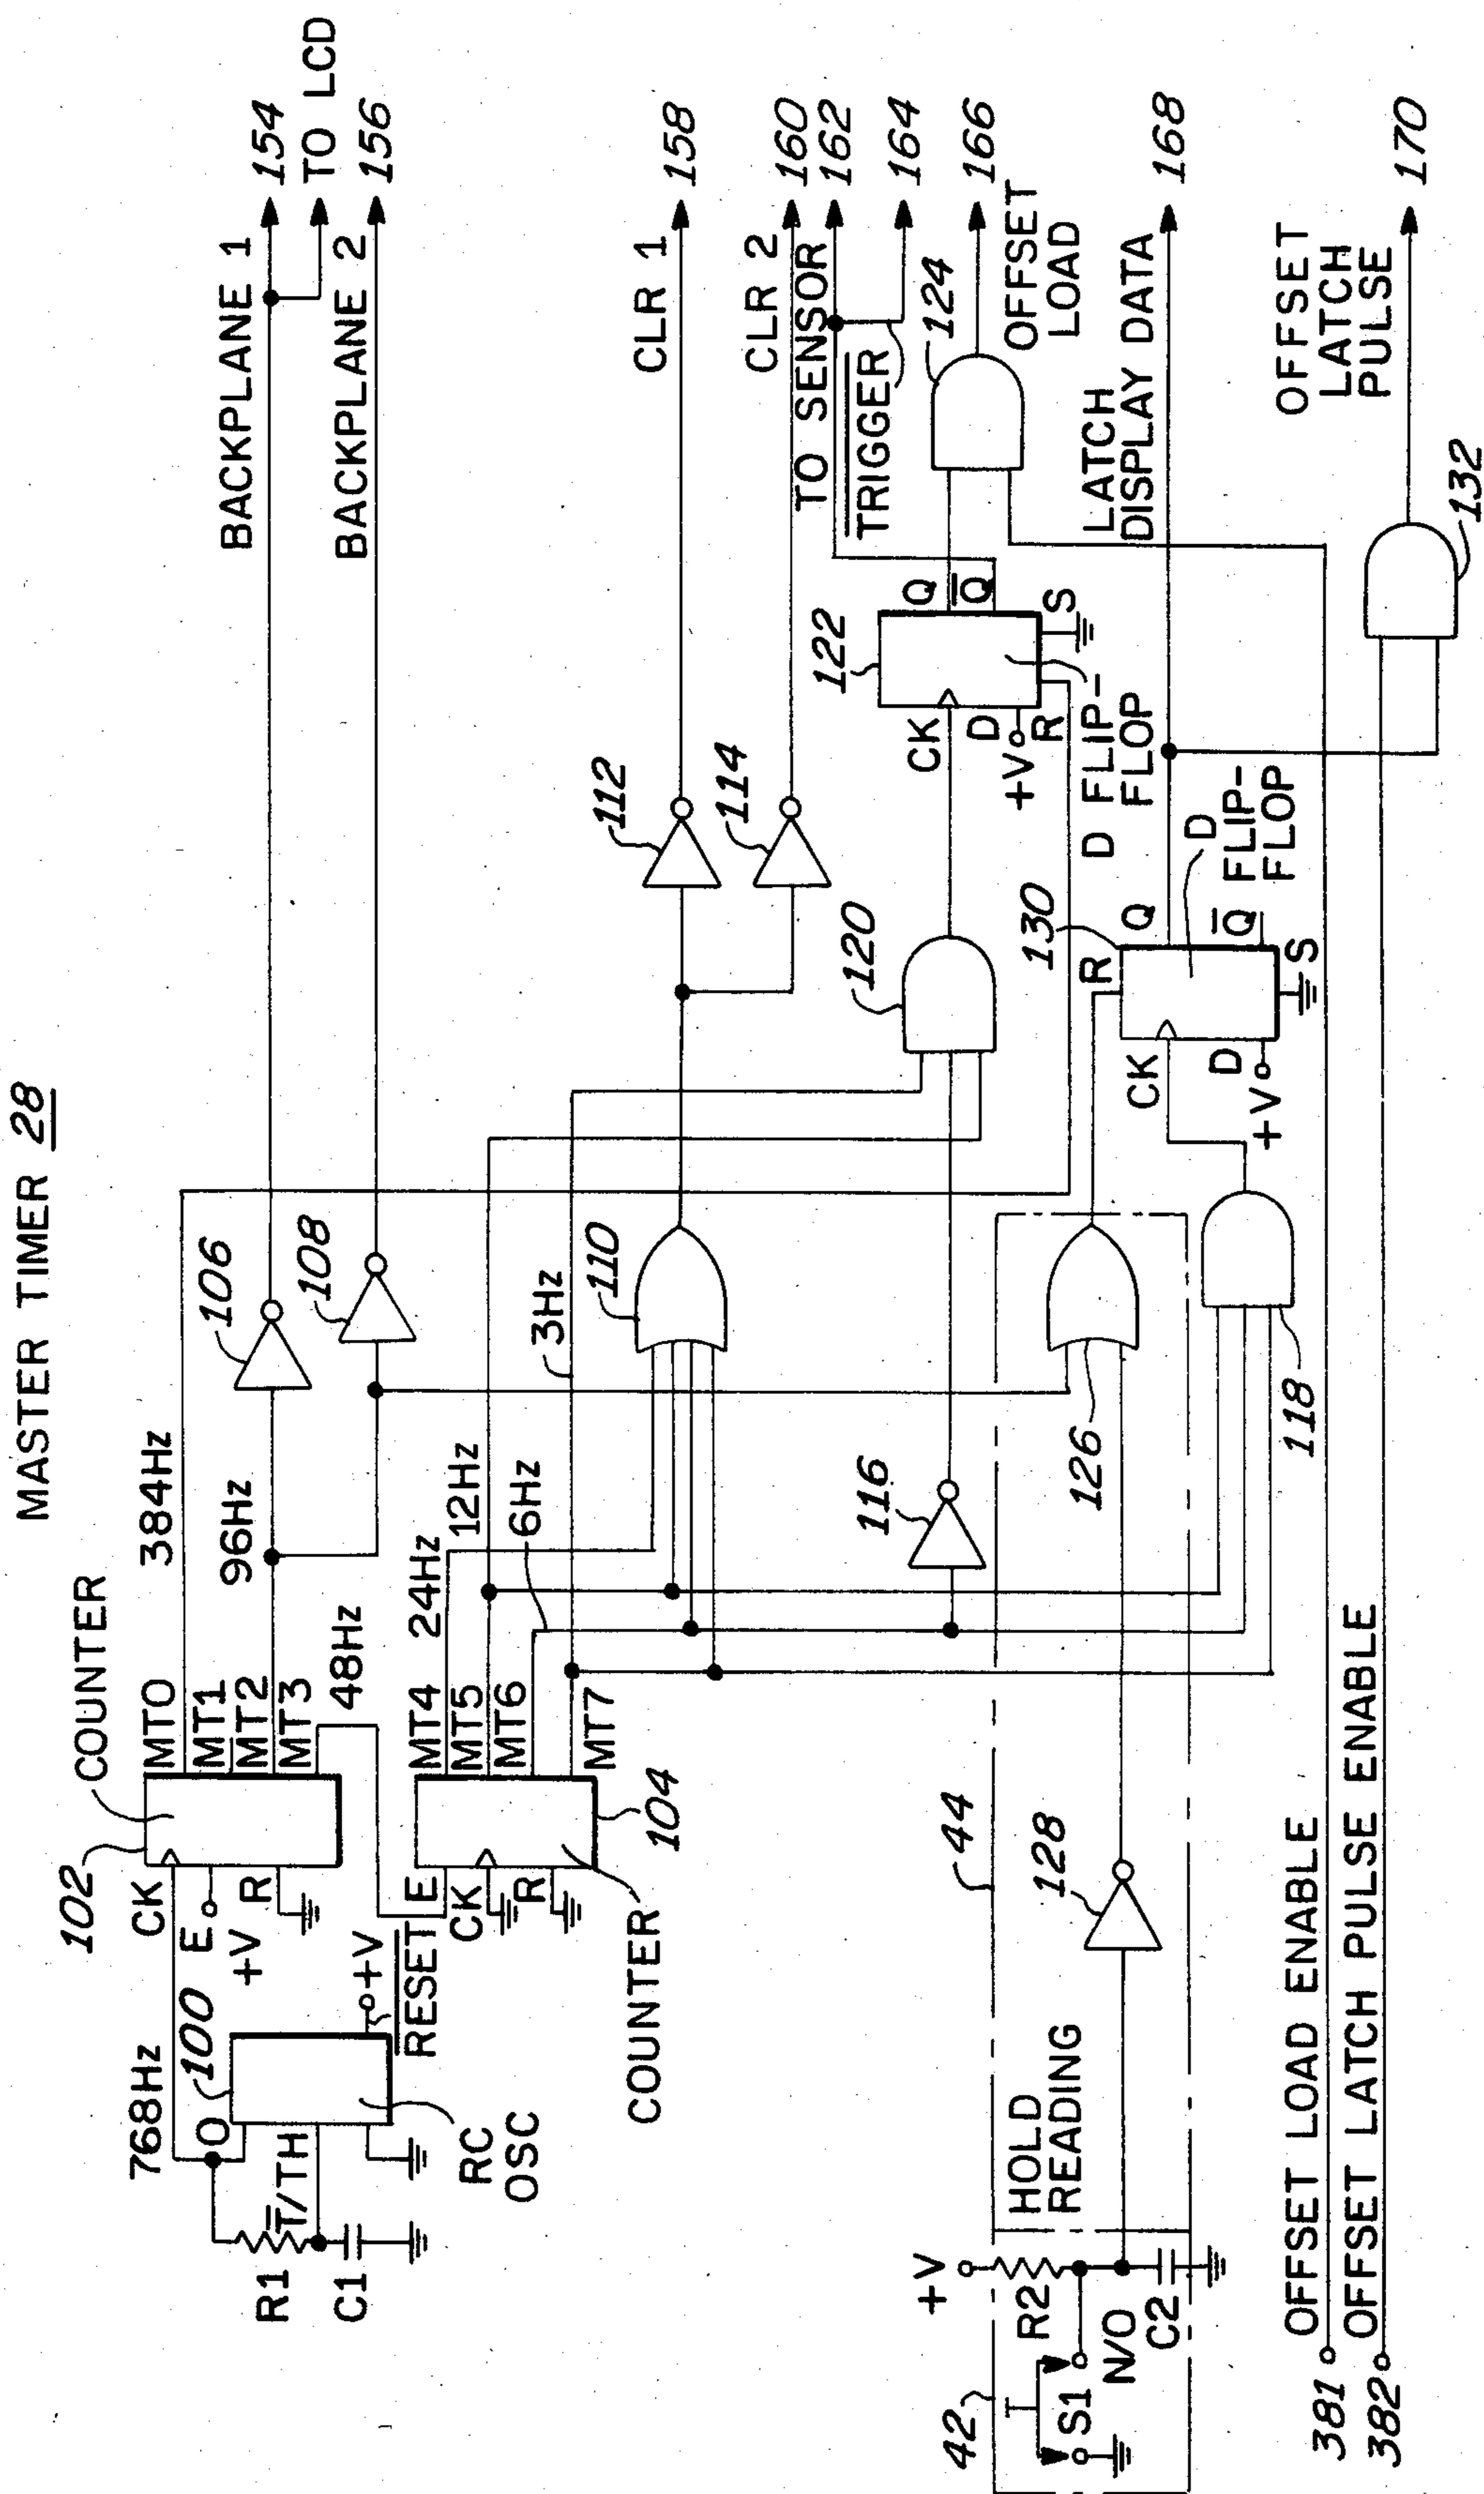 MASTER TIMER 28
768Hz
O
100
T̅/TH
R1
C1
RC
OSC
+V
R̅E̅S̅E̅T̅
102
COUNTER
CK
E
+V
R
MT0
MT1
MT2
MT3
384Hz
96Hz
48Hz
E
CK
R
COUNTER
104
MT4
MT5
MT6
MT7
24Hz
12Hz
6Hz
3Hz
106
108
110
112
114
116
118
120
BACKPLANE 1
154
TO LCD
BACKPLANE 2
156
CLR 1
158
CLR 2
160
TO SENSOR
162
T̅R̅I̅G̅G̅E̅R̅
164
122
CK
D
+V
R
Q
Q̅
S
D FLIP-
FLOP
124
166
OFFSET
LOAD
LATCH
DISPLAY DATA
168
126
128
130
R
CK
D
+V
Q
Q̅
S
D
FLIP-
FLOP
OFFSET
LATCH
PULSE
170
132
44
HOLD
READING
+V
R2
42
S1
N/O
C2
381
OFFSET LOAD ENABLE
382
OFFSET LATCH PULSE ENABLE